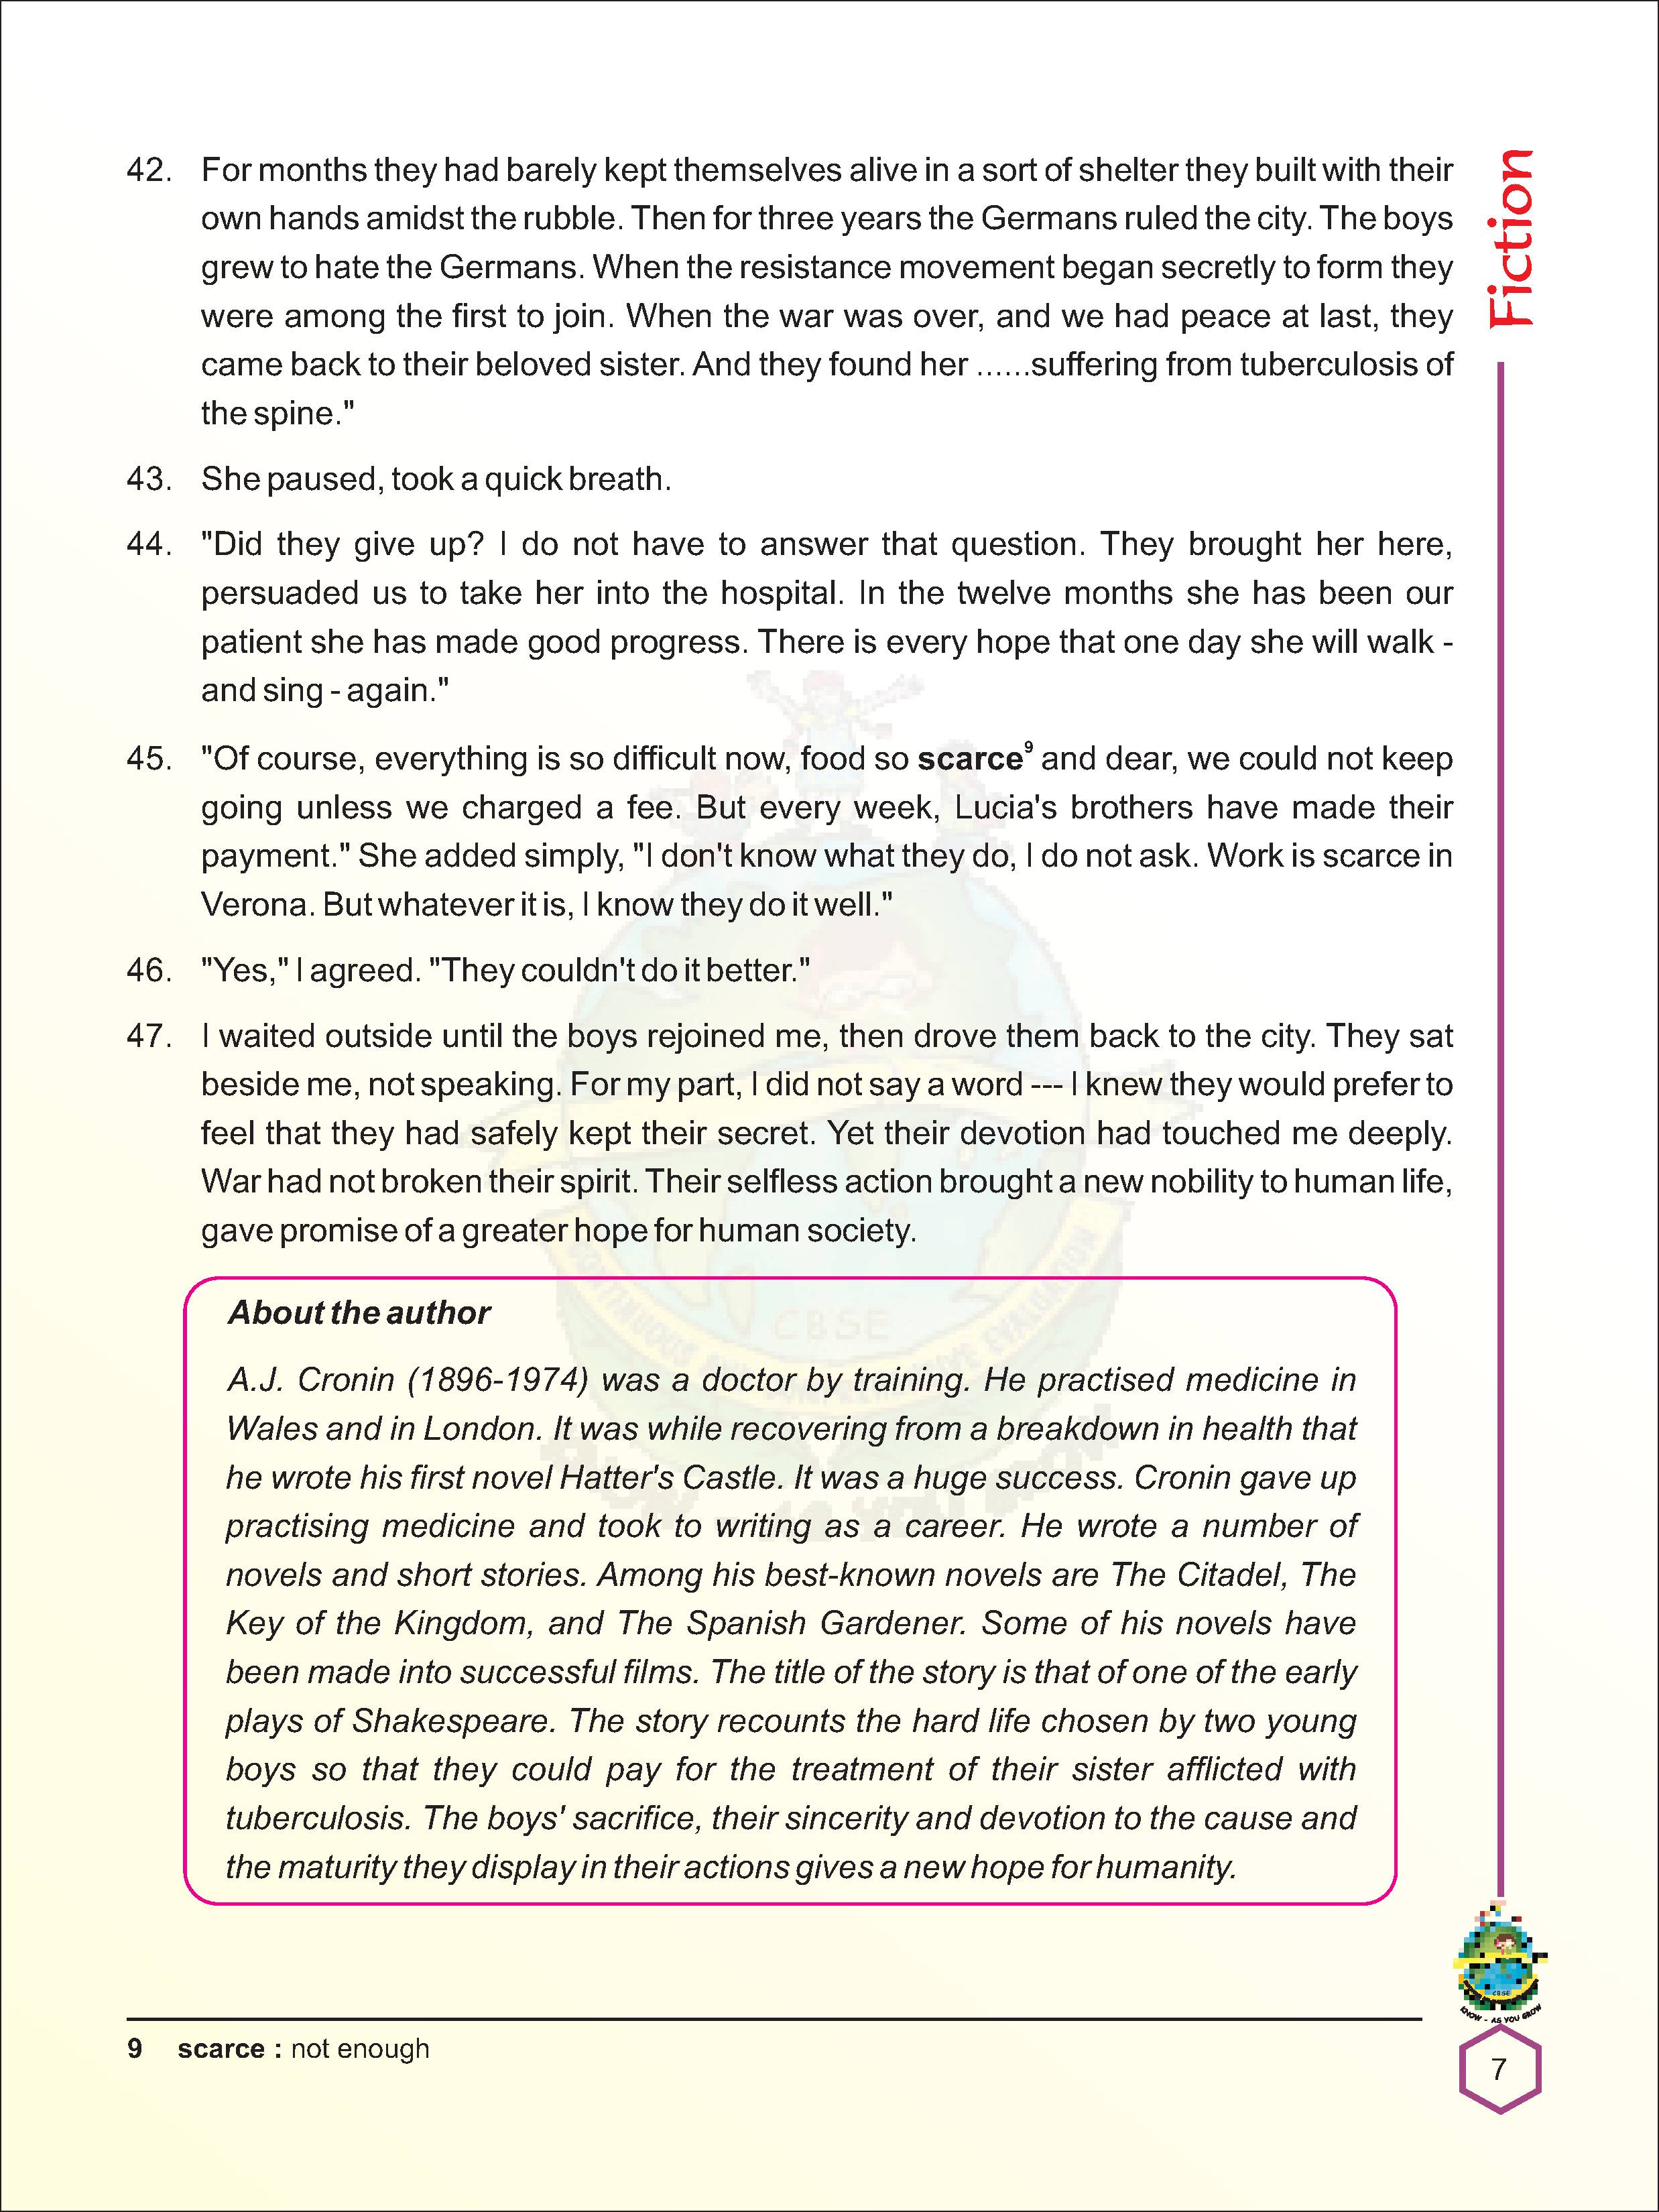 42. For months they had barely kept themselves alive in a sort of shelter they built with their
own hands amidst the rubble. Then for three years the Germans ruled the city. The boys
grew to hate the Germans. When the resistance movement began secretly to form they
were among the first to join. When the war was over, and we had peace at last, they
came back to their beloved sister. And they found her ......suffering from tuberculosis of
the spine."
43. She paused, took a quick breath.
44. "Did they give up? I do not have to answer that question. They brought her here,
persuaded us to take her into the hospital. In the twelve months she has been our
patient she has made good progress. There is every hope that one day she will walk -
and sing - again."
45. "Of course, everything is so difficult now, food so scarce⁹ and dear, we could not keep
going unless we charged a fee. But every week, Lucia's brothers have made their
payment." She added simply, "I don't know what they do, I do not ask. Work is scarce in
Verona. But whatever it is, I know they do it well."
46. "Yes," I agreed. "They couldn't do it better."
47. I waited outside until the boys rejoined me, then drove them back to the city. They sat
beside me, not speaking. For my part, I did not say a word --- I knew they would prefer to
feel that they had safely kept their secret. Yet their devotion had touched me deeply.
War had not broken their spirit. Their selfless action brought a new nobility to human life,
gave promise of a greater hope for human society.
About the author
A.J. Cronin (1896-1974) was a doctor by training. He practised medicine in
Wales and in London. It was while recovering from a breakdown in health that
he wrote his first novel Hatter's Castle. It was a huge success. Cronin gave up
practising medicine and took to writing as a career. He wrote a number of
novels and short stories. Among his best-known novels are The Citadel, The
Key of the Kingdom, and The Spanish Gardener. Some of his novels have
been made into successful films. The title of the story is that of one of the early
plays of Shakespeare. The story recounts the hard life chosen by two young
boys so that they could pay for the treatment of their sister afflicted with
tuberculosis. The boys' sacrifice, their sincerity and devotion to the cause and
the maturity they display in their actions gives a new hope for humanity.
9 scarce : not enough
Fiction
CBSE
KNOW - AS YOU GROW
7
CONTINUOUS
EVALUATION
CBSE